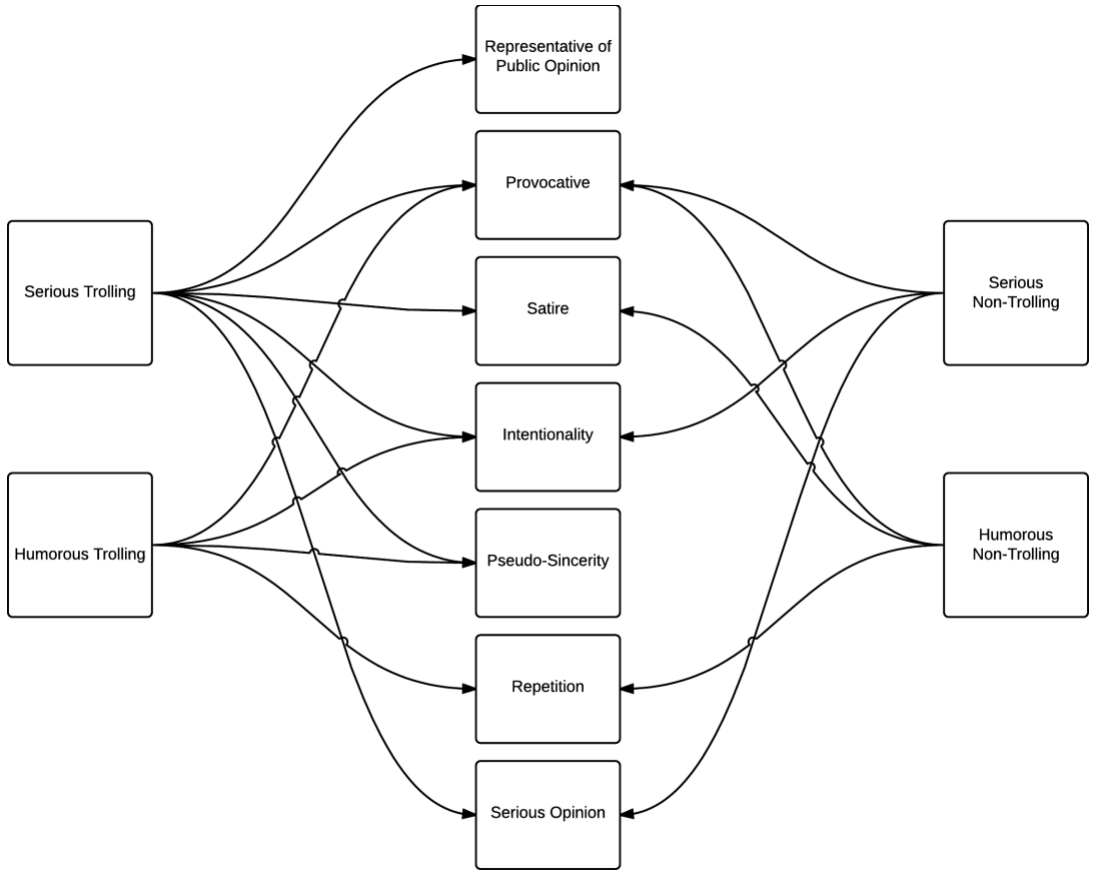 Representative of
Public Opinion
Provocative
Serious Trolling
Satire
Serious
Non-Trolling
Intentionality
Humorous Trolling
Pseudo-Sincerity
Humorous
Non-Trolling
Repetition
Serious Opinion